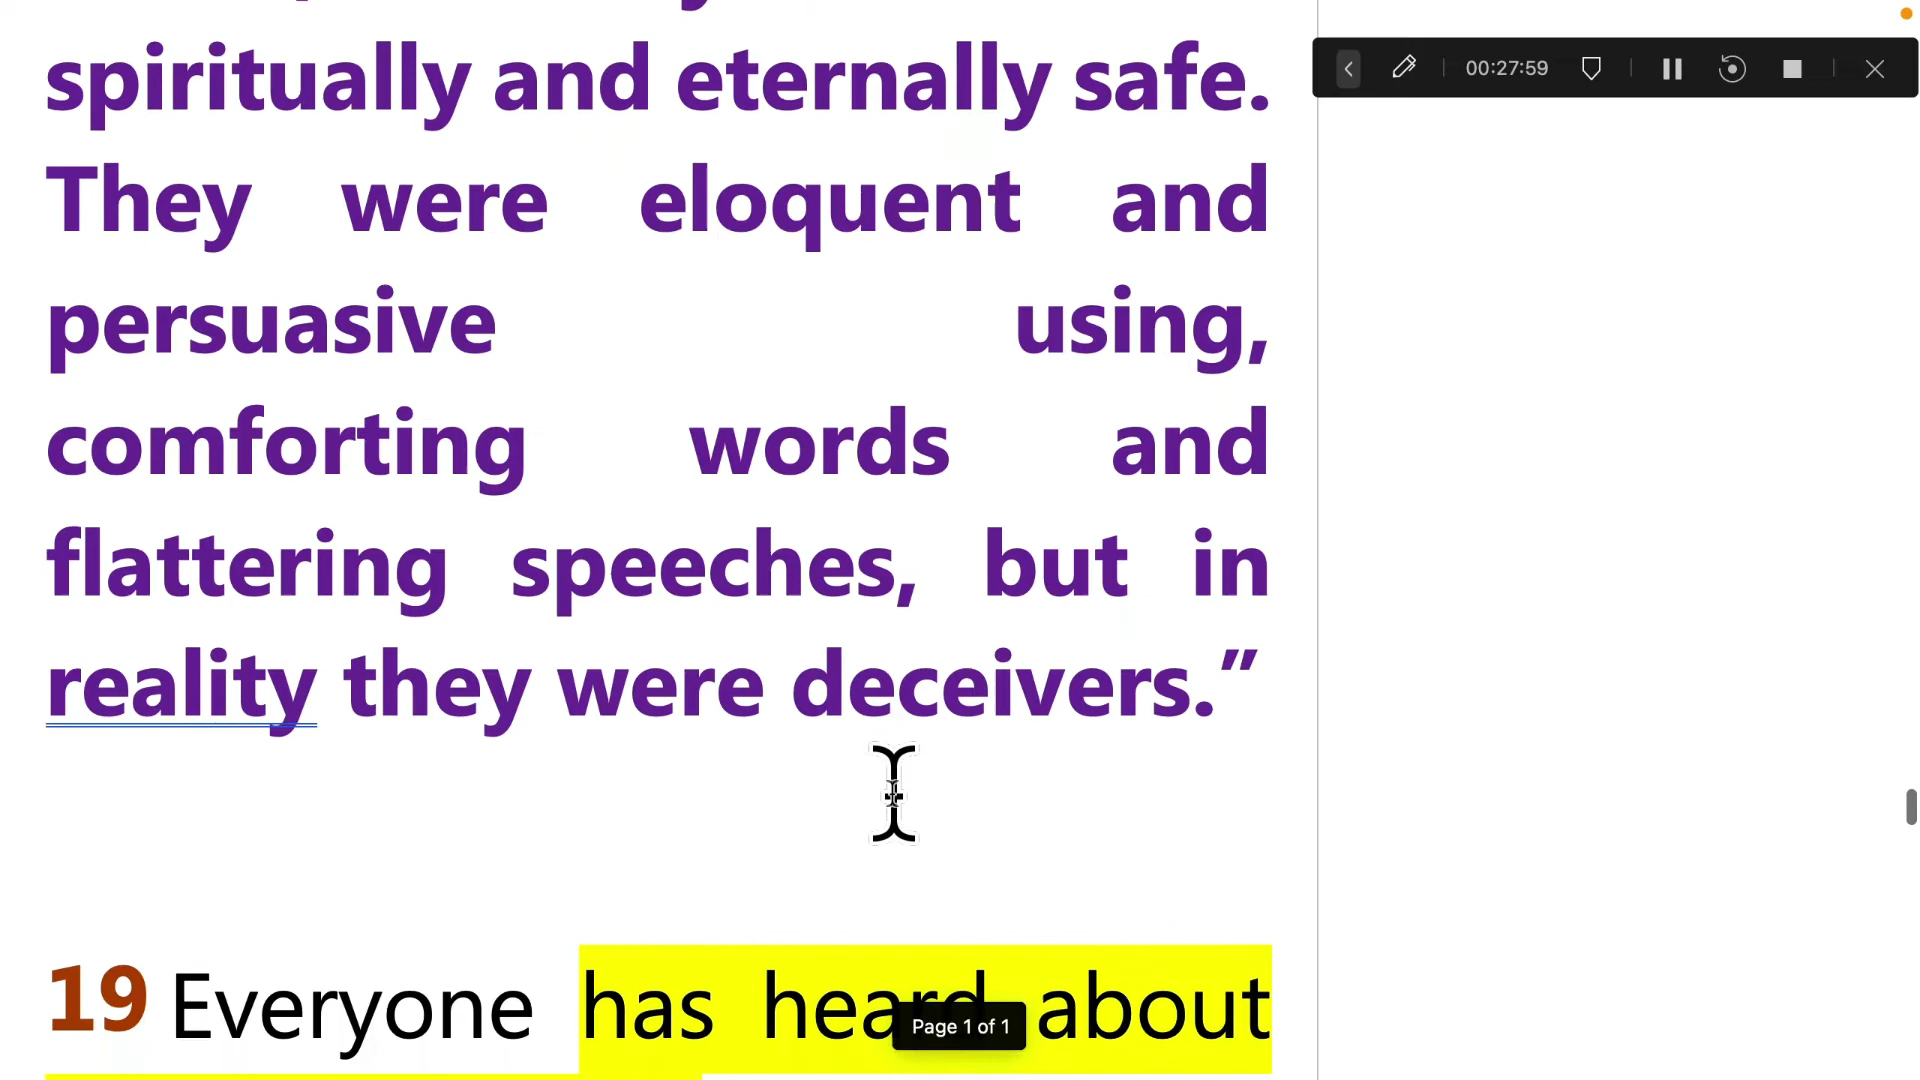 spiritually and eternally safe.
They were eloquent and
persuasive using,
comforting words and
flattering speeches, but in
reality they were deceivers.”
19 Everyone has heard about
Page 1 of 1
00:27:59